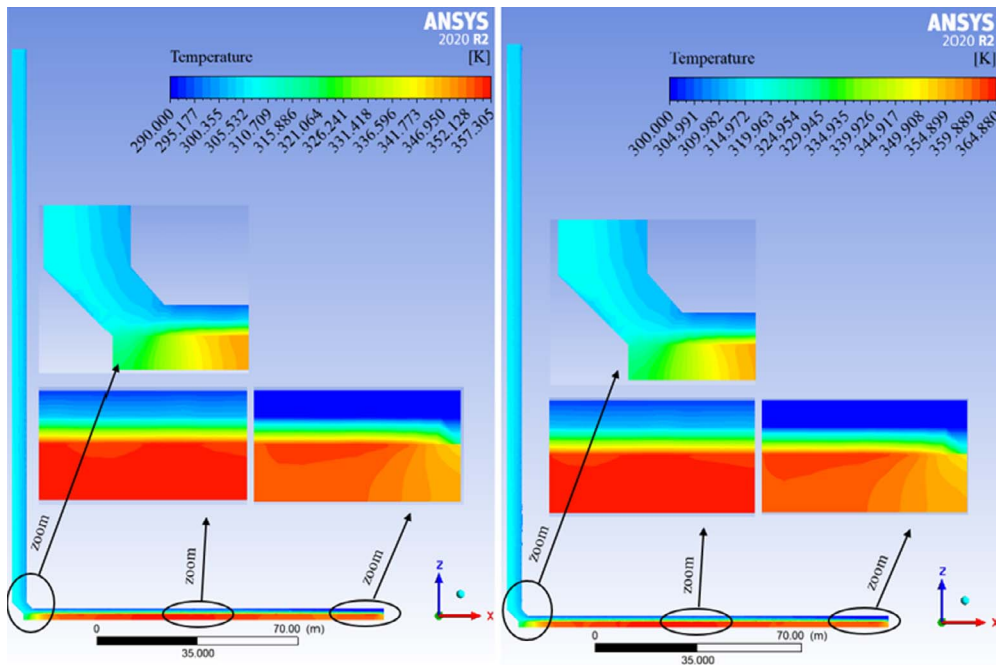 ANSYS
2020 R2
Temperature [K]
290.000 295.177 300.355 305.532 310.709 315.886 321.064 326.241 331.418 336.596 341.773 346.950 352.128 357.305
zoom
zoom
zoom
Z
X
0 70.00 (m)
35.000
ANSYS
2020 R2
Temperature [K]
300.000 304.991 309.982 314.972 319.963 324.954 329.945 334.935 339.926 344.917 349.908 354.899 359.889 364.880
zoom
zoom
zoom
Z
X
0 70.00 (m)
35.000